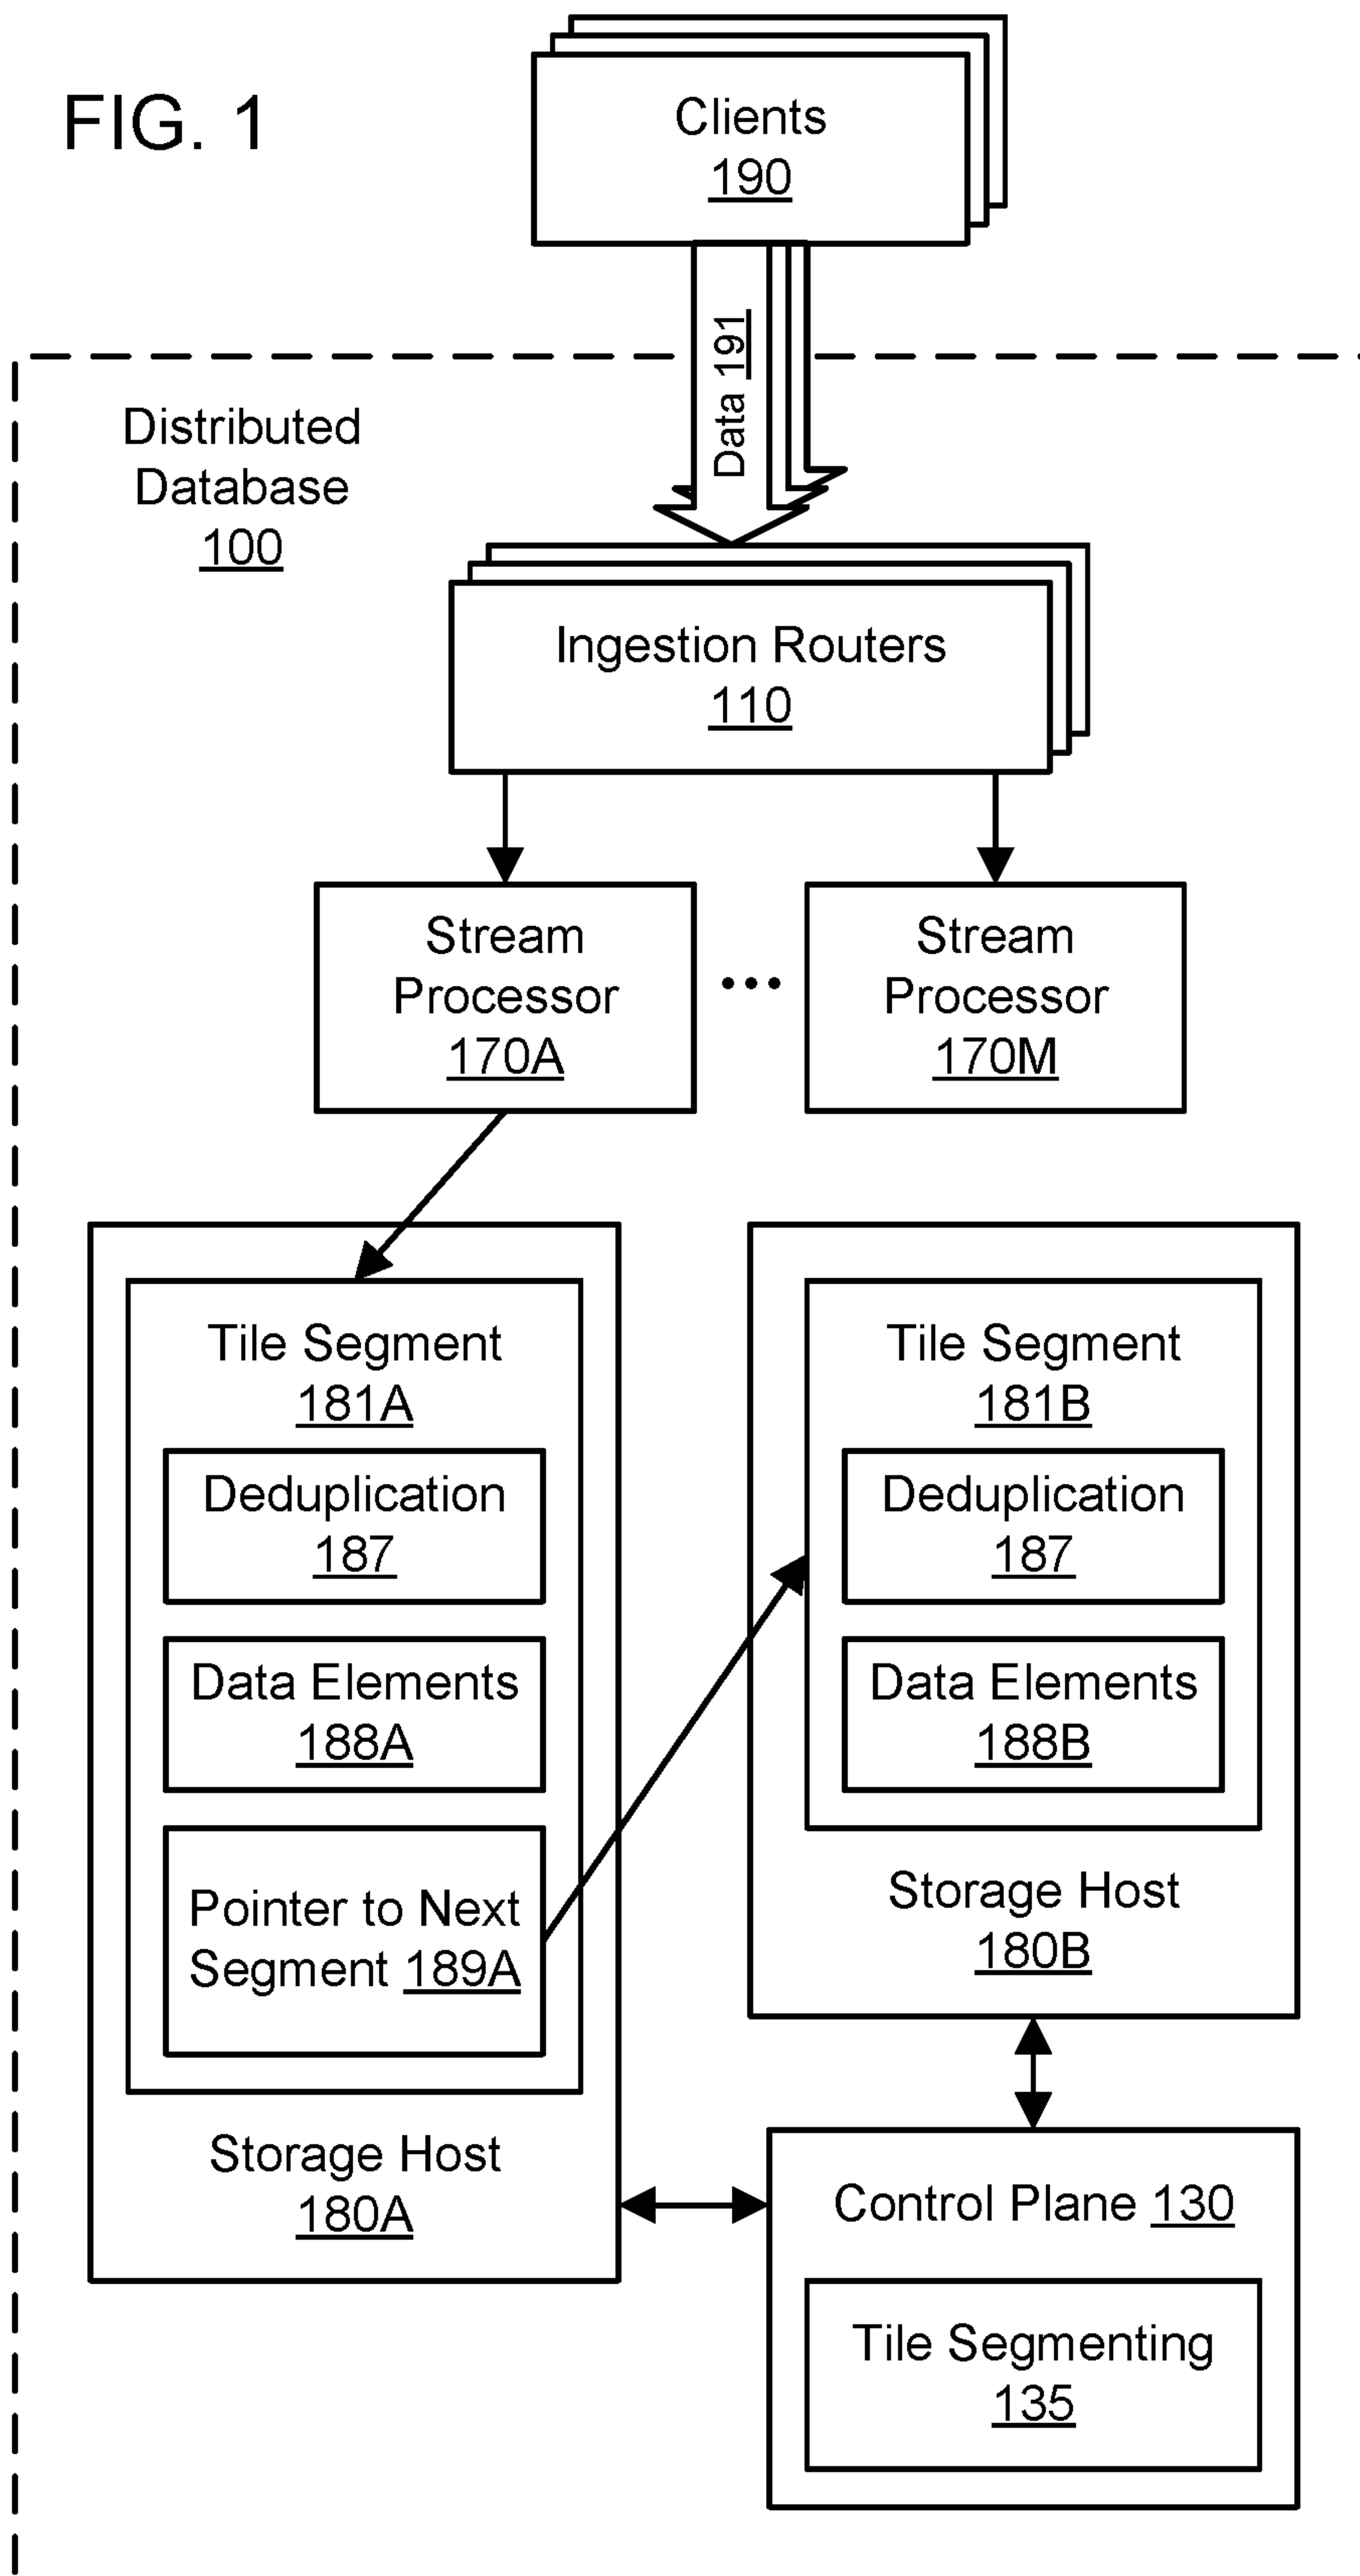 FIG. 1
Clients
190
Data 191
Distributed
Database
100
Ingestion Routers
110
Stream
Processor
170A
...
Stream
Processor
170M
Tile Segment
181A
Deduplication
187
Data Elements
188A
Pointer to Next
Segment 189A
Storage Host
180A
Tile Segment
181B
Deduplication
187
Data Elements
188B
Storage Host
180B
Control Plane 130
Tile Segmenting
135